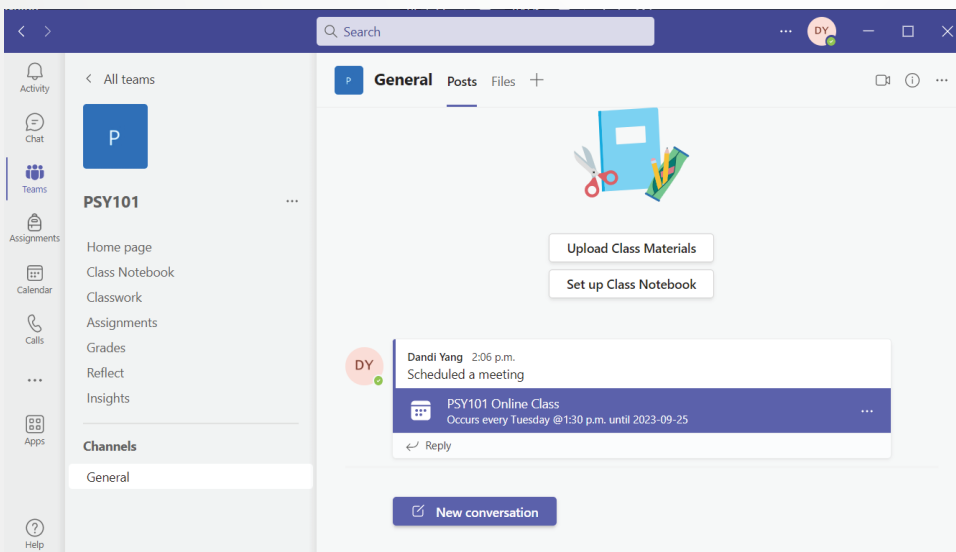 Search
...
DY
Activity
Chat
Teams
Assignments
Calendar
Calls
...
Apps
Help
All teams
P
PSY101
...
Home page
Class Notebook
Classwork
Assignments
Grades
Reflect
Insights
Channels
General
P
General Posts Files
...
Upload Class Materials
Set up Class Notebook
DY
Dandi Yang 2:06 p.m.
Scheduled a meeting
PSY101 Online Class
Occurs every Tuesday @1:30 p.m. until 2023-09-25
...
Reply
New conversation